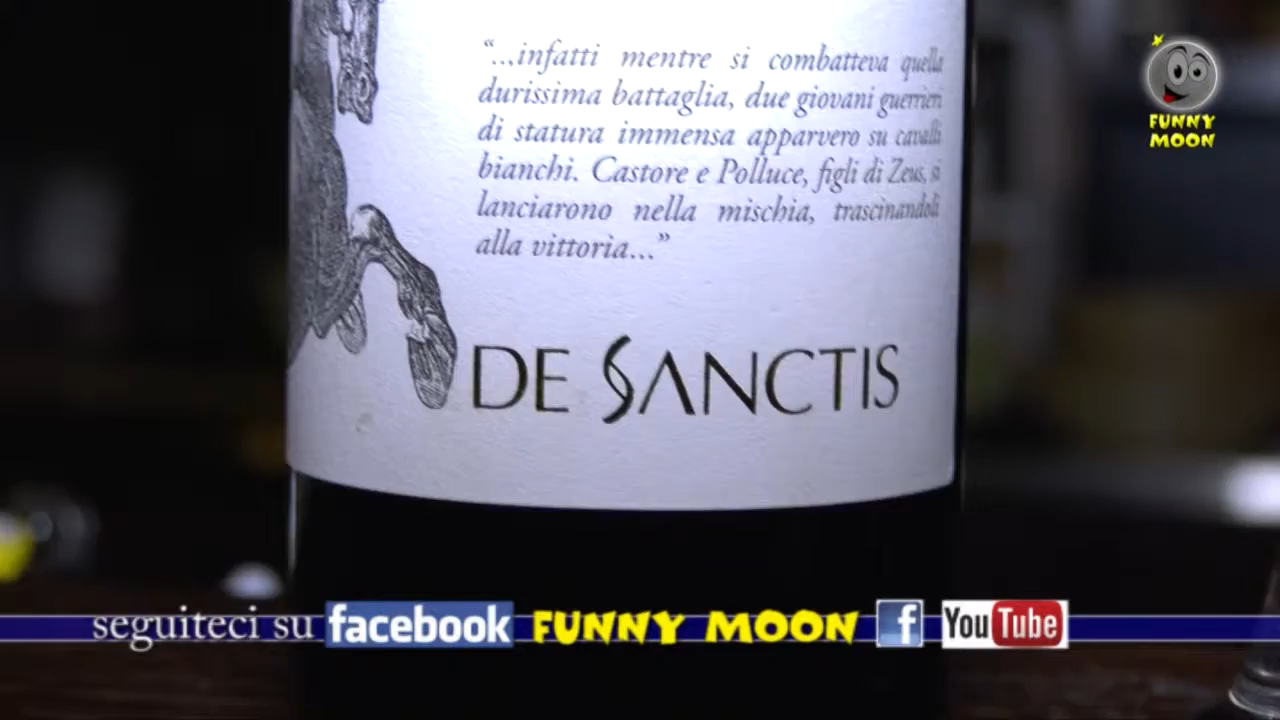 "...infatti mentre si combatteva quella
durissima battaglia, due giovani guerrieri
di statura immensa apparvero su cavalli
bianchi. Castore e Polluce, figli di Zeus, si
lanciarono nella mischia, trascinandoli
alla vittoria..."
DE SANCTIS
FUNNY
MOON
seguiteci su facebook FUNNY MOON f YouTube